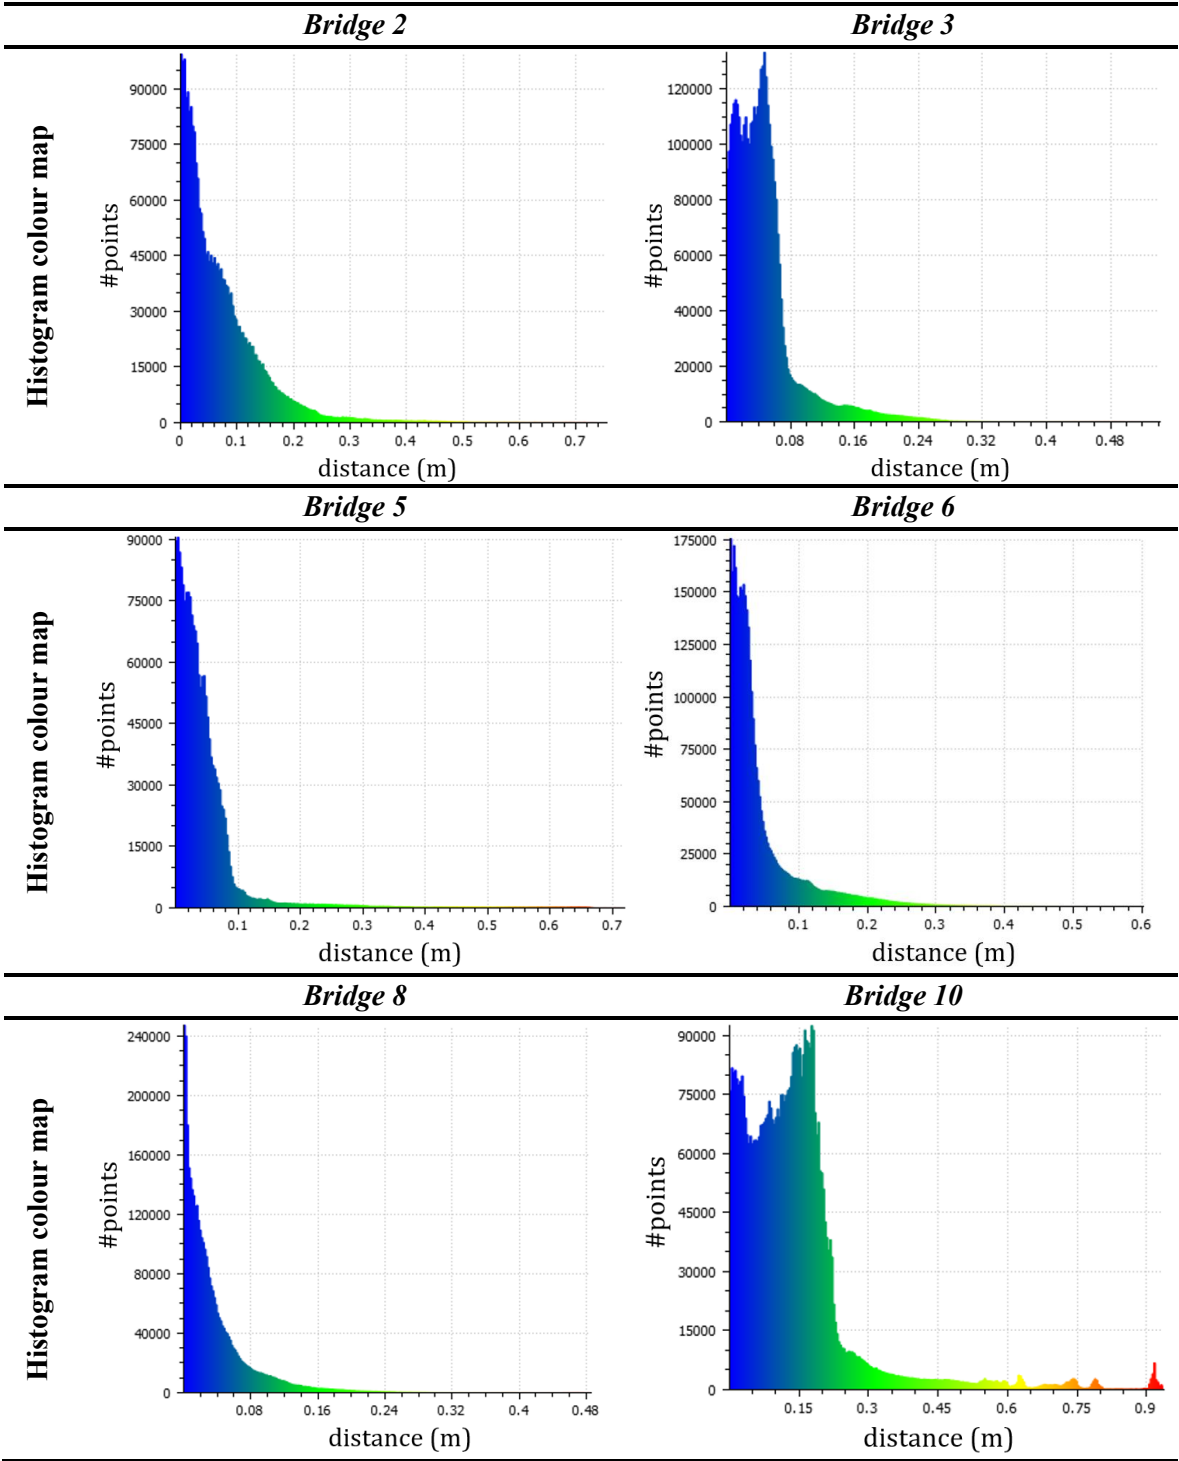 Bridge 2 Bridge 3
Histogram colour map
#points
90000
75000
60000
45000
30000
15000
0
0 0.1 0.2 0.3 0.4 0.5 0.6 0.7
distance (m)
#points
120000
100000
80000
60000
40000
20000
0
0.08 0.16 0.24 0.32 0.4 0.48
distance (m)
Bridge 5 Bridge 6
Histogram colour map
#points
90000
75000
60000
45000
30000
15000
0
0.1 0.2 0.3 0.4 0.5 0.6 0.7
distance (m)
#points
175000
150000
125000
100000
75000
50000
25000
0
0.1 0.2 0.3 0.4 0.5 0.6
distance (m)
Bridge 8 Bridge 10
Histogram colour map
#points
240000
200000
160000
120000
80000
40000
0
0.08 0.16 0.24 0.32 0.4 0.48
distance (m)
#points
90000
75000
60000
45000
30000
15000
0
0.15 0.3 0.45 0.6 0.75 0.9
distance (m)